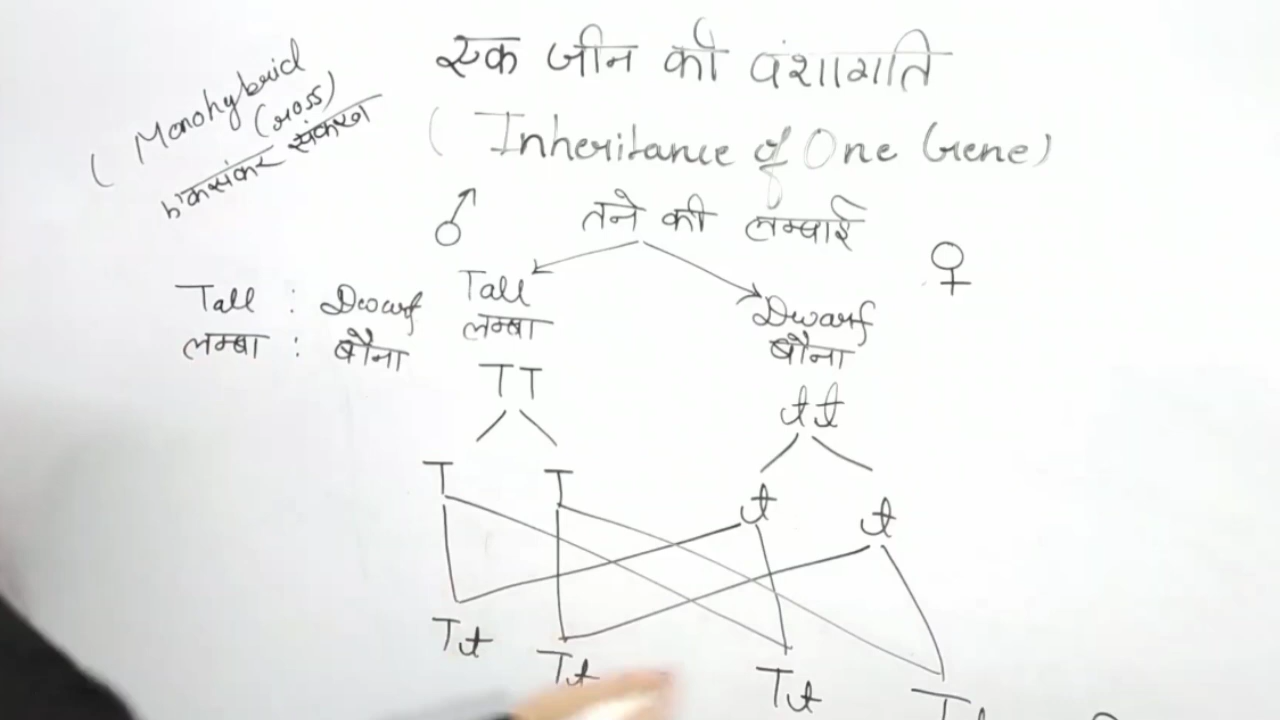 एक जीन की वंशागति
( Inheritance of One Gene)
( Monohybrid
(Cross)
एकसंकर संकरण
♂ तने की लम्बाई ♀
Tall : Dwarf
लम्बा : बौना
Tall
लम्बा
Dwarf
बौना
TT
tt
T T t t
Tt Tt Tt